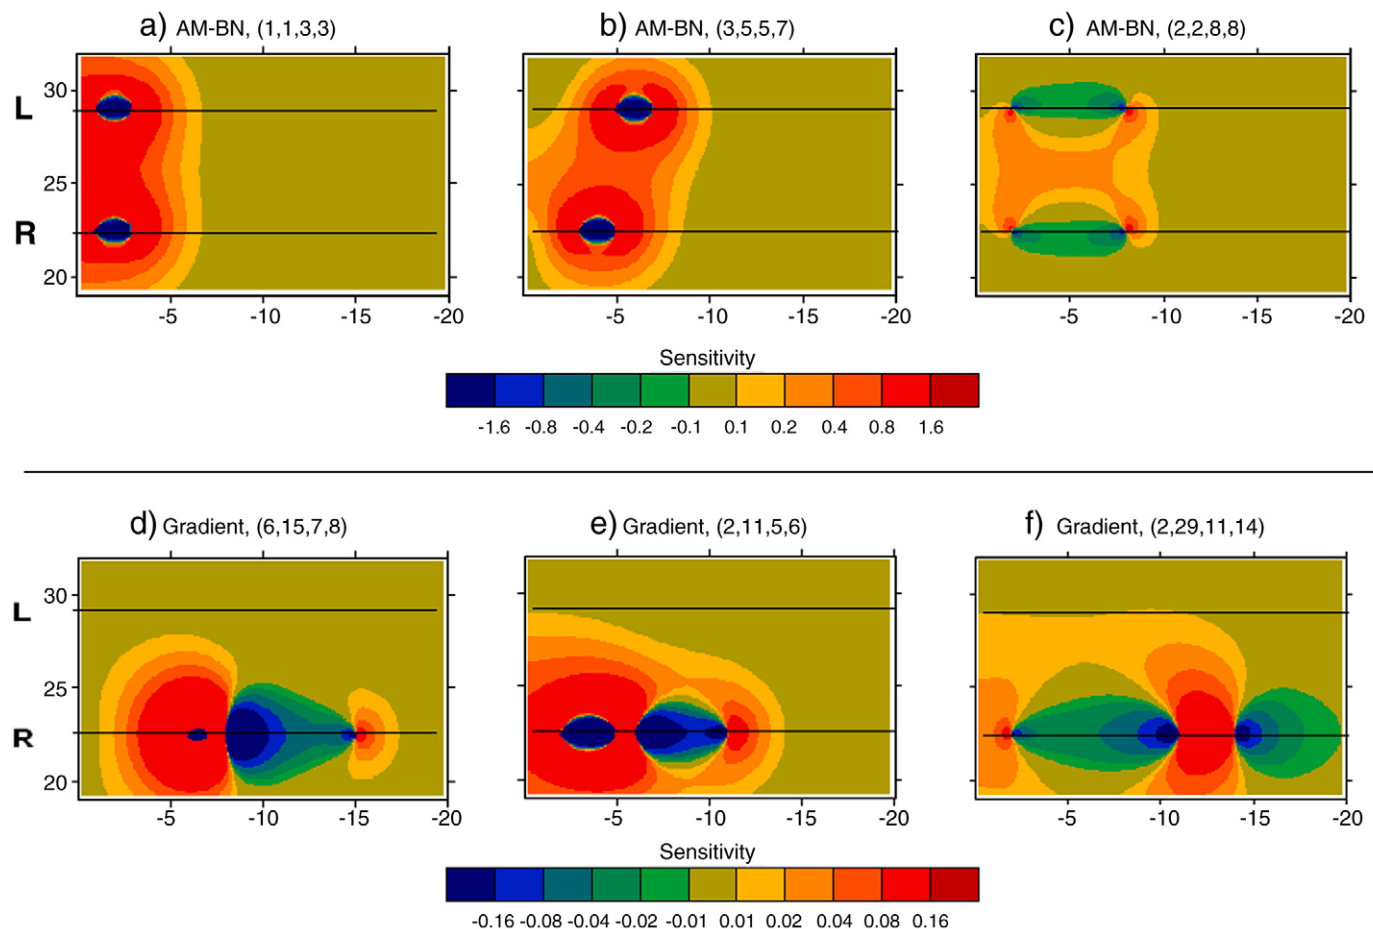 a) AM-BN, (1,1,3,3)
b) AM-BN, (3,5,5,7)
c) AM-BN, (2,2,8,8)
L
R
30
25
20
-5 -10 -15 -20
-5 -10 -15 -20
-5 -10 -15 -20
Sensitivity
-1.6 -0.8 -0.4 -0.2 -0.1 0.1 0.2 0.4 0.8 1.6
d) Gradient, (6,15,7,8)
e) Gradient, (2,11,5,6)
f) Gradient, (2,29,11,14)
L
R
30
25
20
-5 -10 -15 -20
-5 -10 -15 -20
-5 -10 -15 -20
Sensitivity
-0.16 -0.08 -0.04 -0.02 -0.01 0.01 0.02 0.04 0.08 0.16